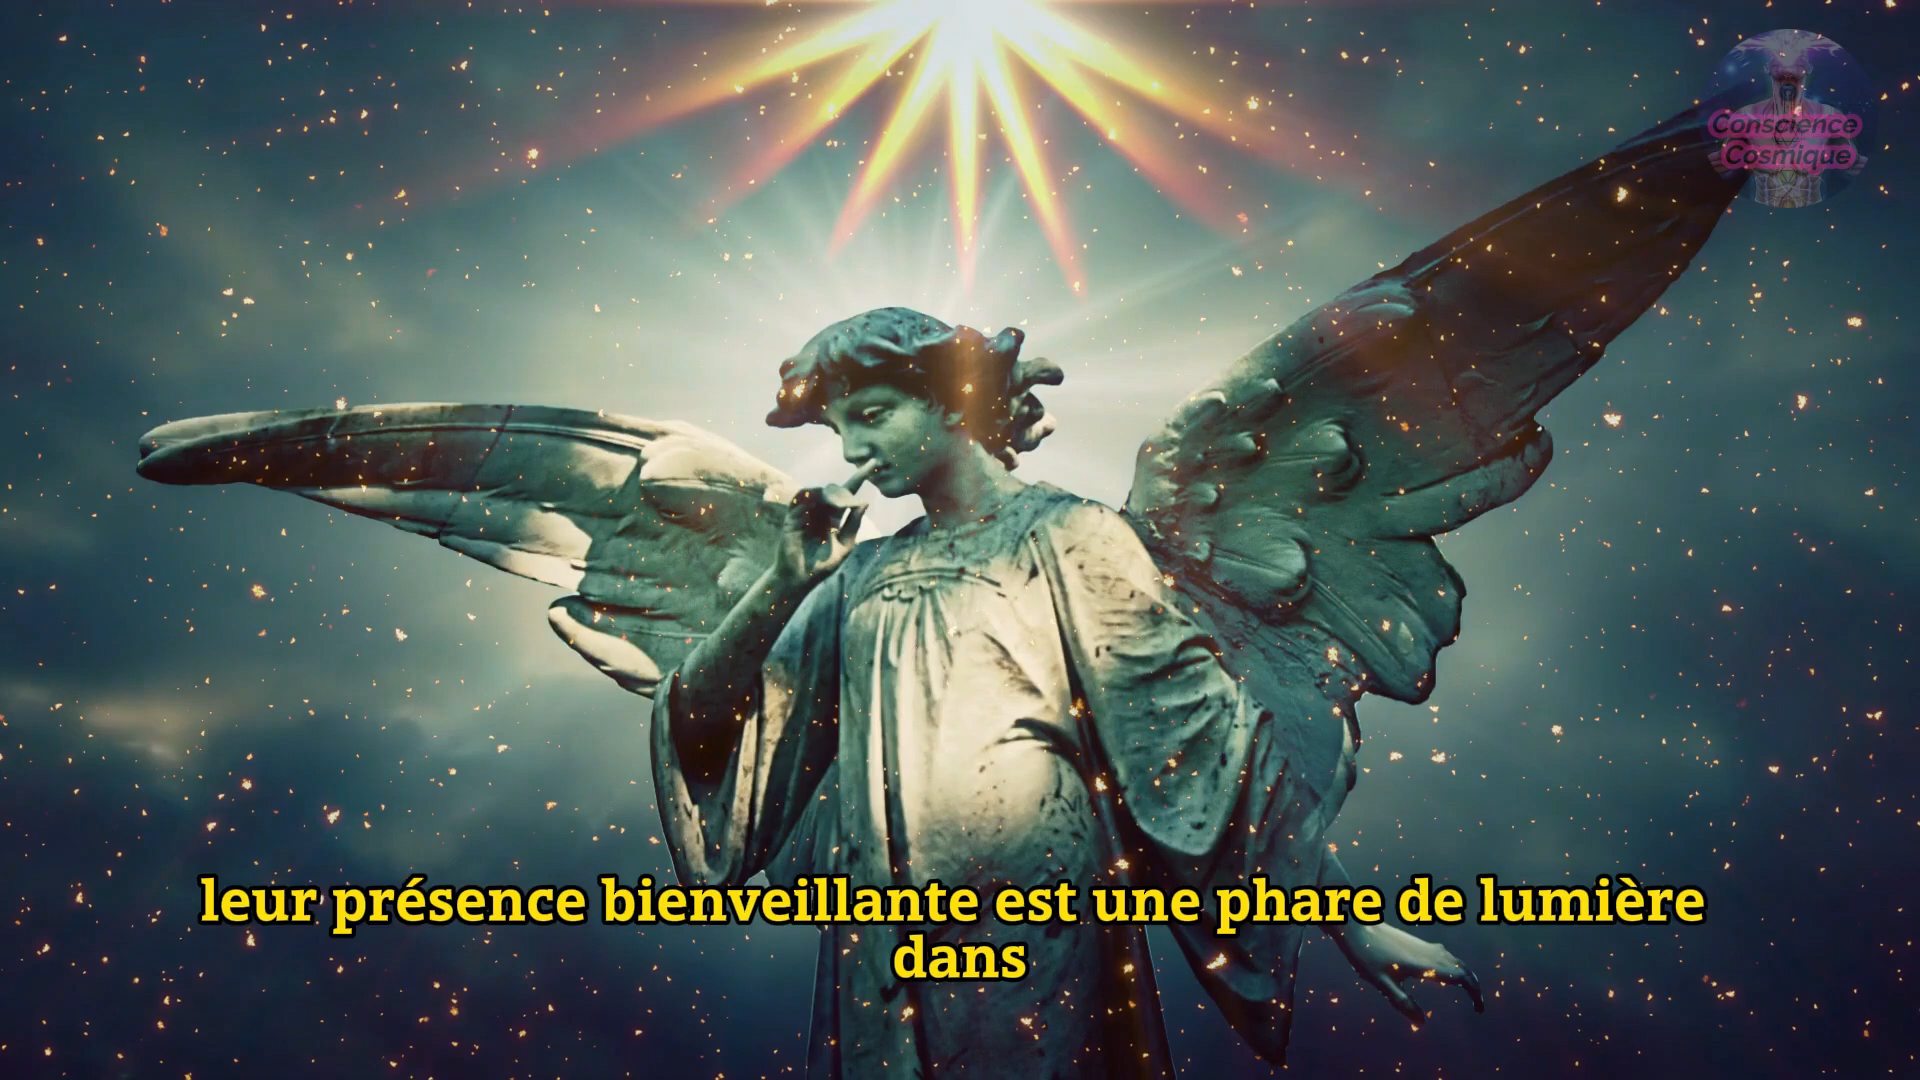 Conscience
Cosmique
leur présence bienveillante est une phare de lumière
dans